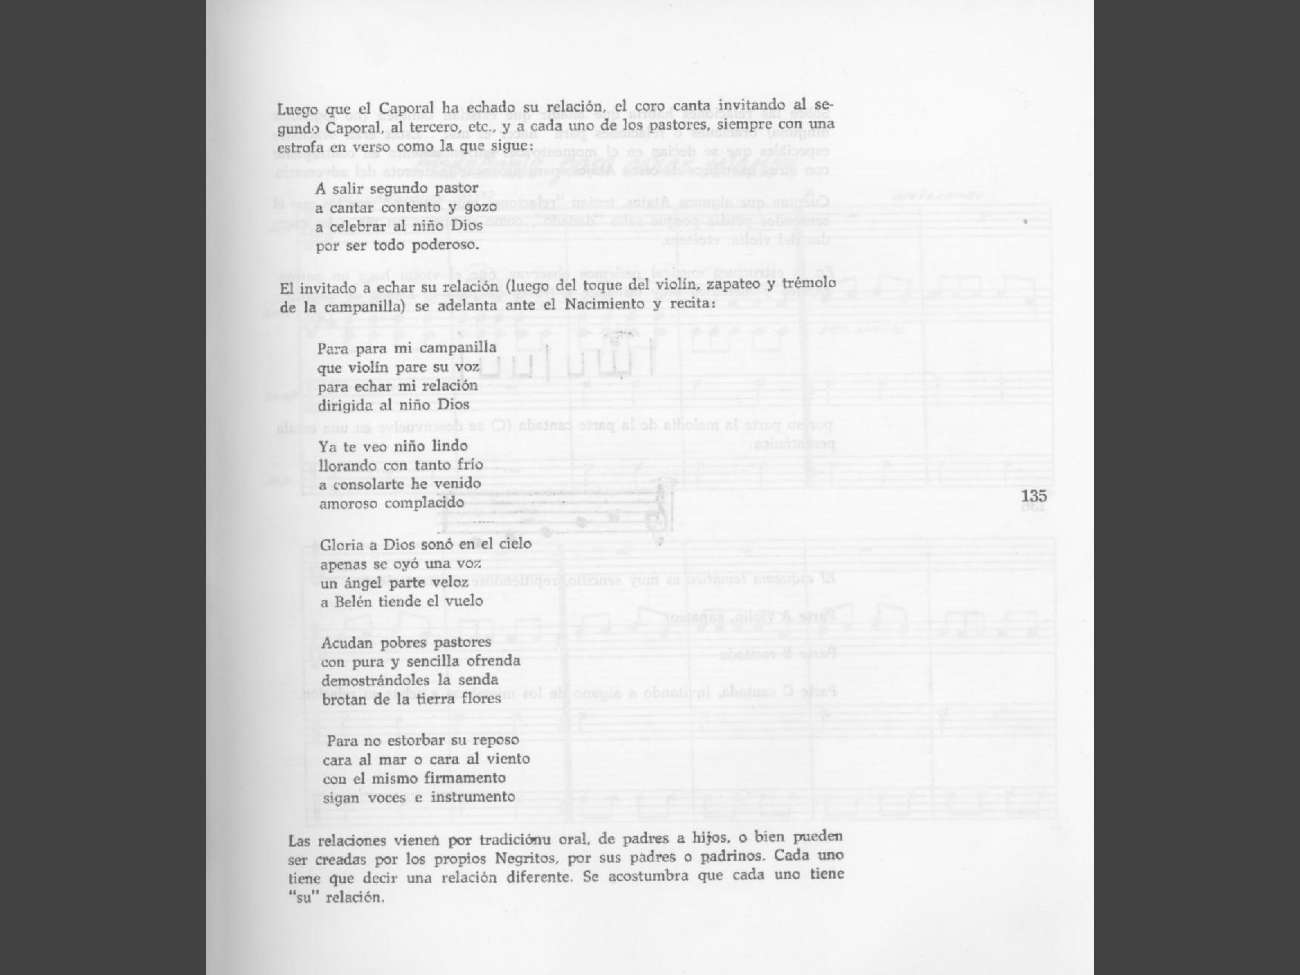 Luego que el Caporal ha echado su relación, el coro canta invitando al se-
gundo Caporal, al tercero, etc., y a cada uno de los pastores, siempre con una
estrofa en verso como la que sigue:
A salir segundo pastor
a cantar contento y gozo
a celebrar al niño Dios
por ser todo poderoso.
El invitado a echar su relación (luego del toque del violín, zapateo y trémolo
de la campanilla) se adelanta ante el Nacimiento y recita:
Para para mi campanilla
que violín pare su voz
para echar mi relación
dirigida al niño Dios
Ya te veo niño lindo
llorando con tanto frío
a consolarte he venido
amoroso complacido
Gloria a Dios sonó en el cielo
apenas se oyó una voz
un ángel parte veloz
a Belén tiende el vuelo
Acudan pobres pastores
con pura y sencilla ofrenda
demostrándoles la senda
brotan de la tierra flores
Para no estorbar su reposo
cara al mar o cara al viento
con el mismo firmamento
sigan voces e instrumento
Las relaciones vienen por tradiciónu oral, de padres a hijos, o bien pueden
ser creadas por los propios Negritos, por sus padres o padrinos. Cada uno
tiene que decir una relación diferente. Se acostumbra que cada uno tiene
"su" relación.
135